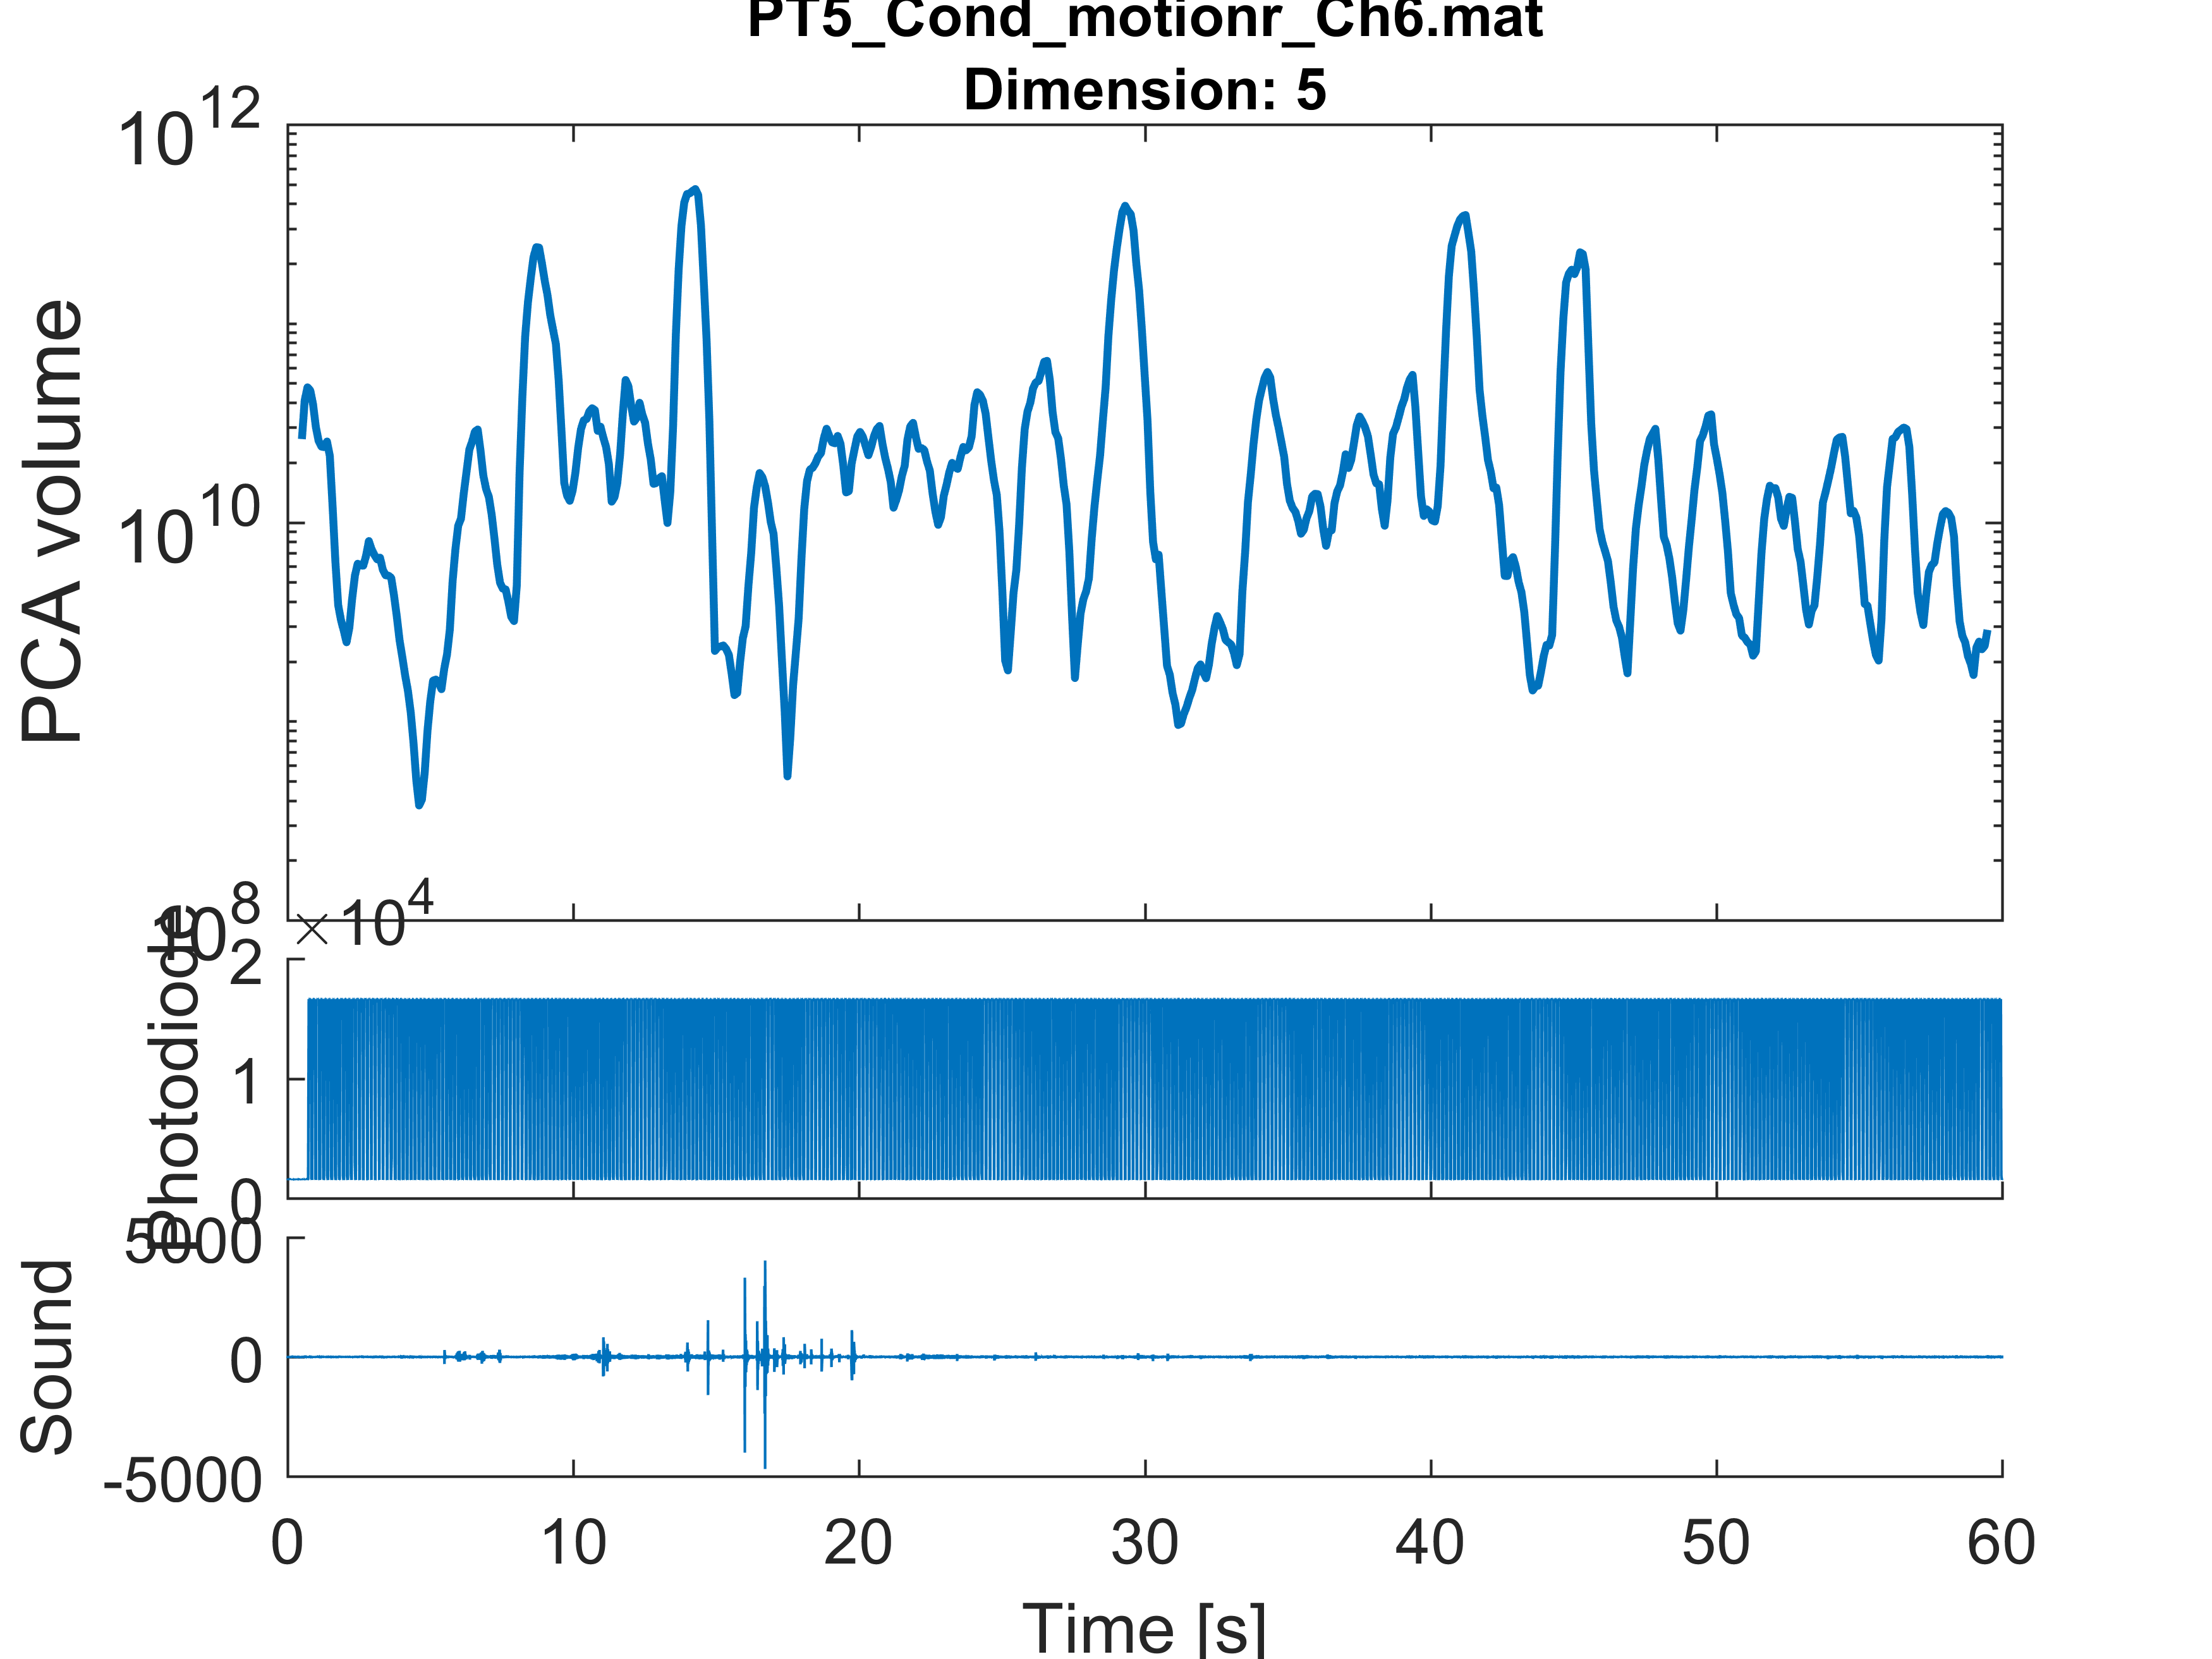 PT5_Cond_motionr_Ch6.mat
Dimension: 5
10^12
10^10
10^8
PCA volume
×10^4
2
1
0
Photodiode
5000
0
-5000
Sound
0 10 20 30 40 50 60
Time [s]